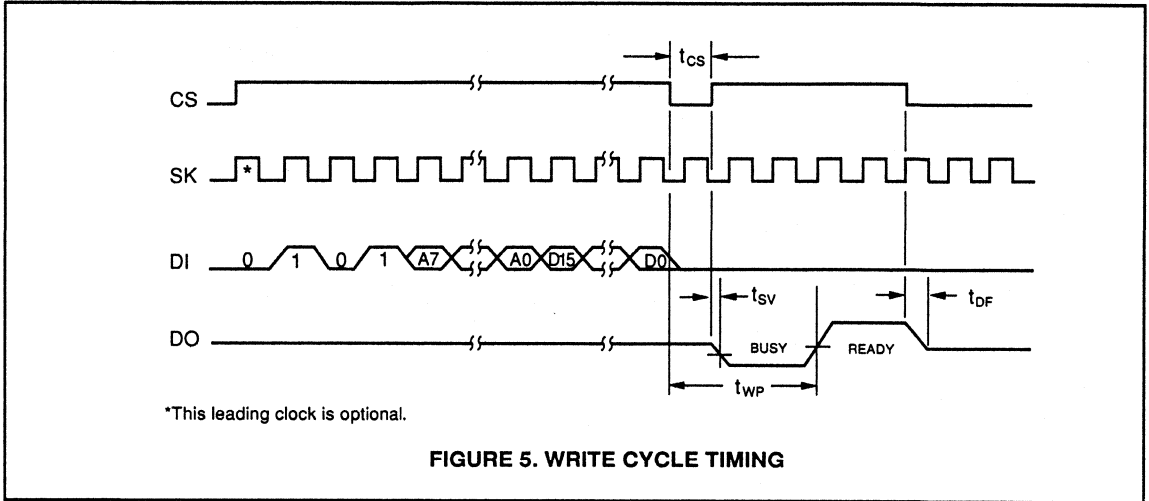 tCS
CS
SK
*
DI 0 1 0 1 A7 A0 D15 D0
tSV
tDF
DO
BUSY
READY
tWP
*This leading clock is optional.
FIGURE 5. WRITE CYCLE TIMING